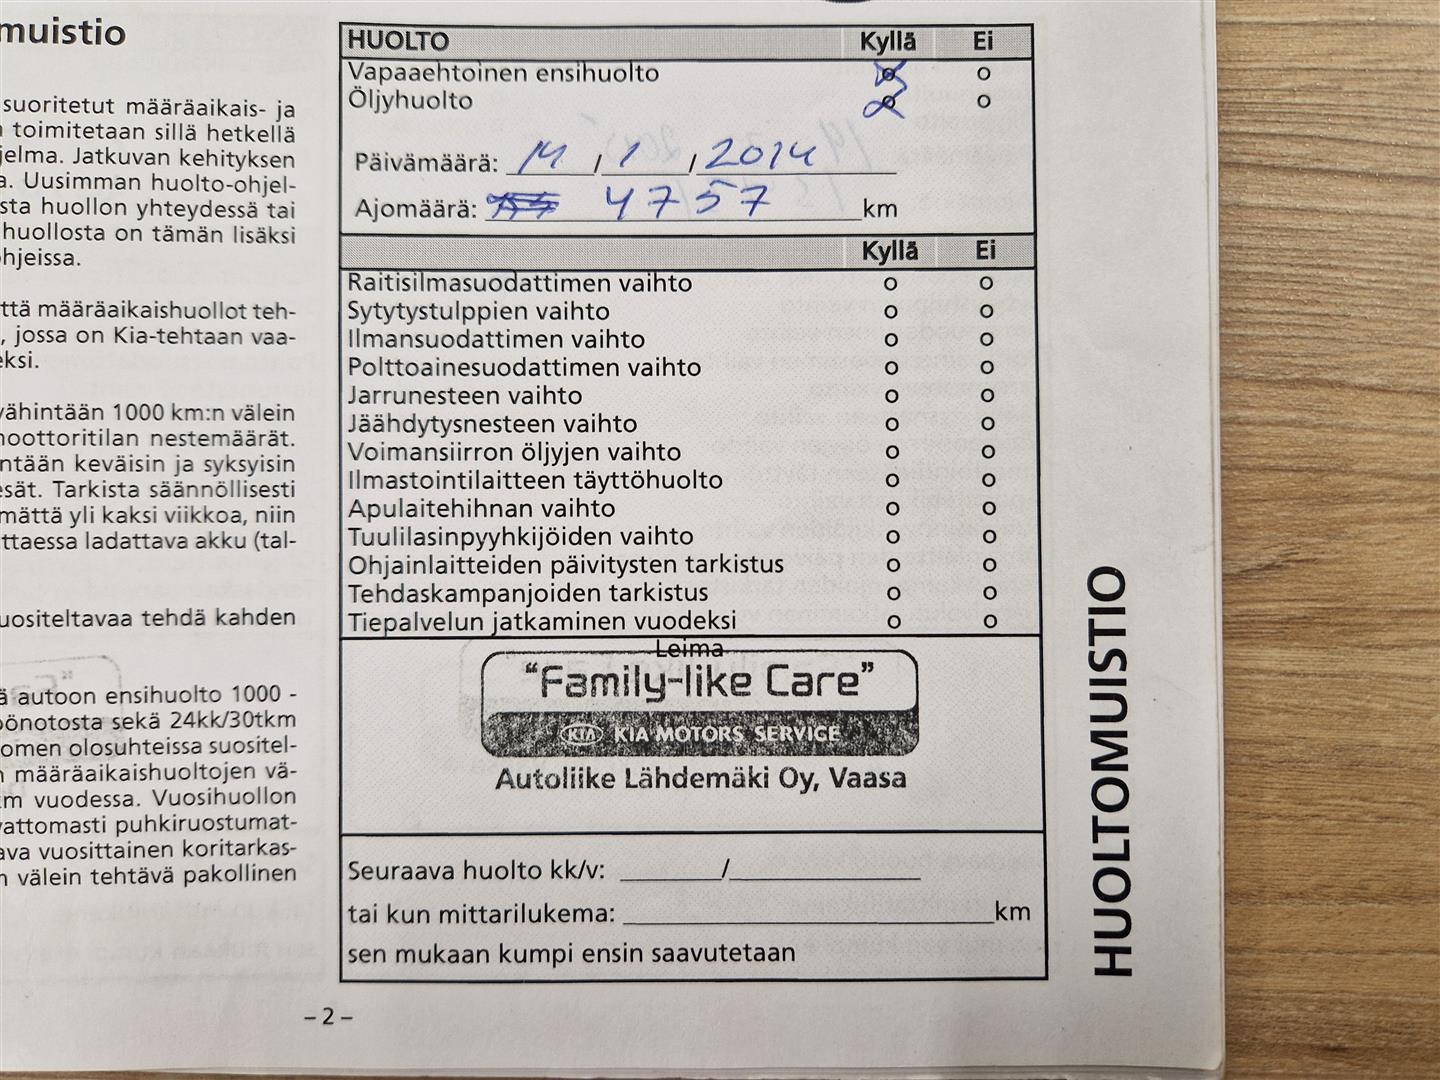 muistio
suoritetut määräaikais- ja
toimitetaan sillä hetkellä
jelma. Jatkuvan kehityksen
a. Uusimman huolto-ohjel-
sta huollon yhteydessä tai
huollosta on tämän lisäksi
hjeissa.
ttä määräaikaishuollot teh-
, jossa on Kia-tehtaan vaa-
eksi.
vähintään 1000 km:n välein
noottoritilan nestemäärät.
ntään keväisin ja syksyisin
esät. Tarkista säännöllisesti
mättä yli kaksi viikkoa, niin
ttaessa ladattava akku (tal-
uositeltavaa tehdä kahden
ä autoon ensihuolto 1000 -
önotosta sekä 24kk/30tkm
omen olosuhteissa suositel-
n määräaikaishuoltojen vä-
m vuodessa. Vuosihuollon
vattomasti puhkiruostumat-
ava vuosittainen koritarkas-
n välein tehtävä pakollinen
HUOLTO Kyllä Ei
Vapaaehtoinen ensihuolto o o
Öljyhuolto o o
Päivämäärä: 14 / 1 / 2014
Ajomäärä: 4757 km
Kyllä Ei
Raitisilmasuodattimen vaihto o o
Sytytystulppien vaihto o o
Ilmansuodattimen vaihto o o
Polttoainesuodattimen vaihto o o
Jarrunesteen vaihto o o
Jäähdytysnesteen vaihto o o
Voimansiirron öljyjen vaihto o o
Ilmastointilaitteen täyttöhuolto o o
Apulaitehihnan vaihto o o
Tuulilasinpyyhkijöiden vaihto o o
Ohjainlaitteiden päivitysten tarkistus o o
Tehdaskampanjoiden tarkistus o o
Tiepalvelun jatkaminen vuodeksi o o
Leima
"Family-like Care"
KIA KIA MOTORS SERVICE
Autoliike Lähdemäki Oy, Vaasa
Seuraava huolto kk/v: ________/______________
tai kun mittarilukema: ____________________________km
sen mukaan kumpi ensin saavutetaan
– 2 –
HUOLTOMUISTIO